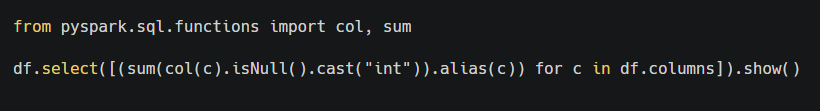 from pyspark.sql.functions import col, sum
df.select([(sum(col(c).isNull().cast("int")).alias(c)) for c in df.columns]).show()